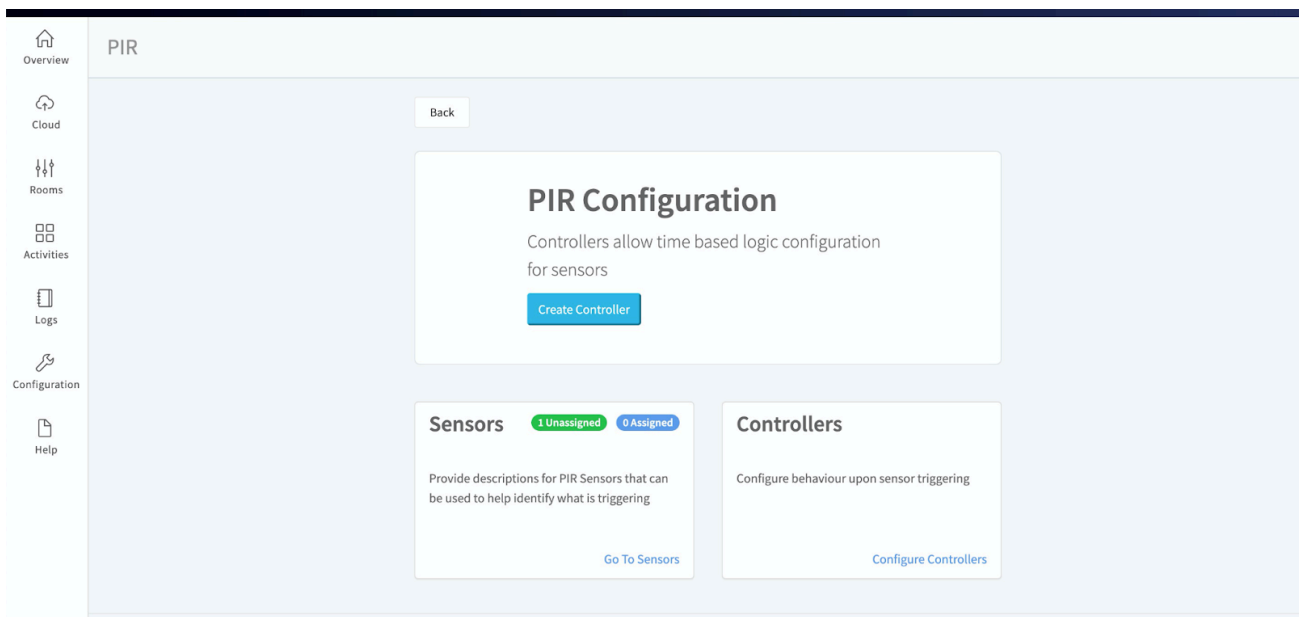 Overview
Cloud
Rooms
Activities
Logs
Configuration
Help
PIR
Back
PIR Configuration
Controllers allow time based logic configuration
for sensors
Create Controller
Sensors
1 Unassigned
0 Assigned
Provide descriptions for PIR Sensors that can
be used to help identify what is triggering
Go To Sensors
Controllers
Configure behaviour upon sensor triggering
Configure Controllers